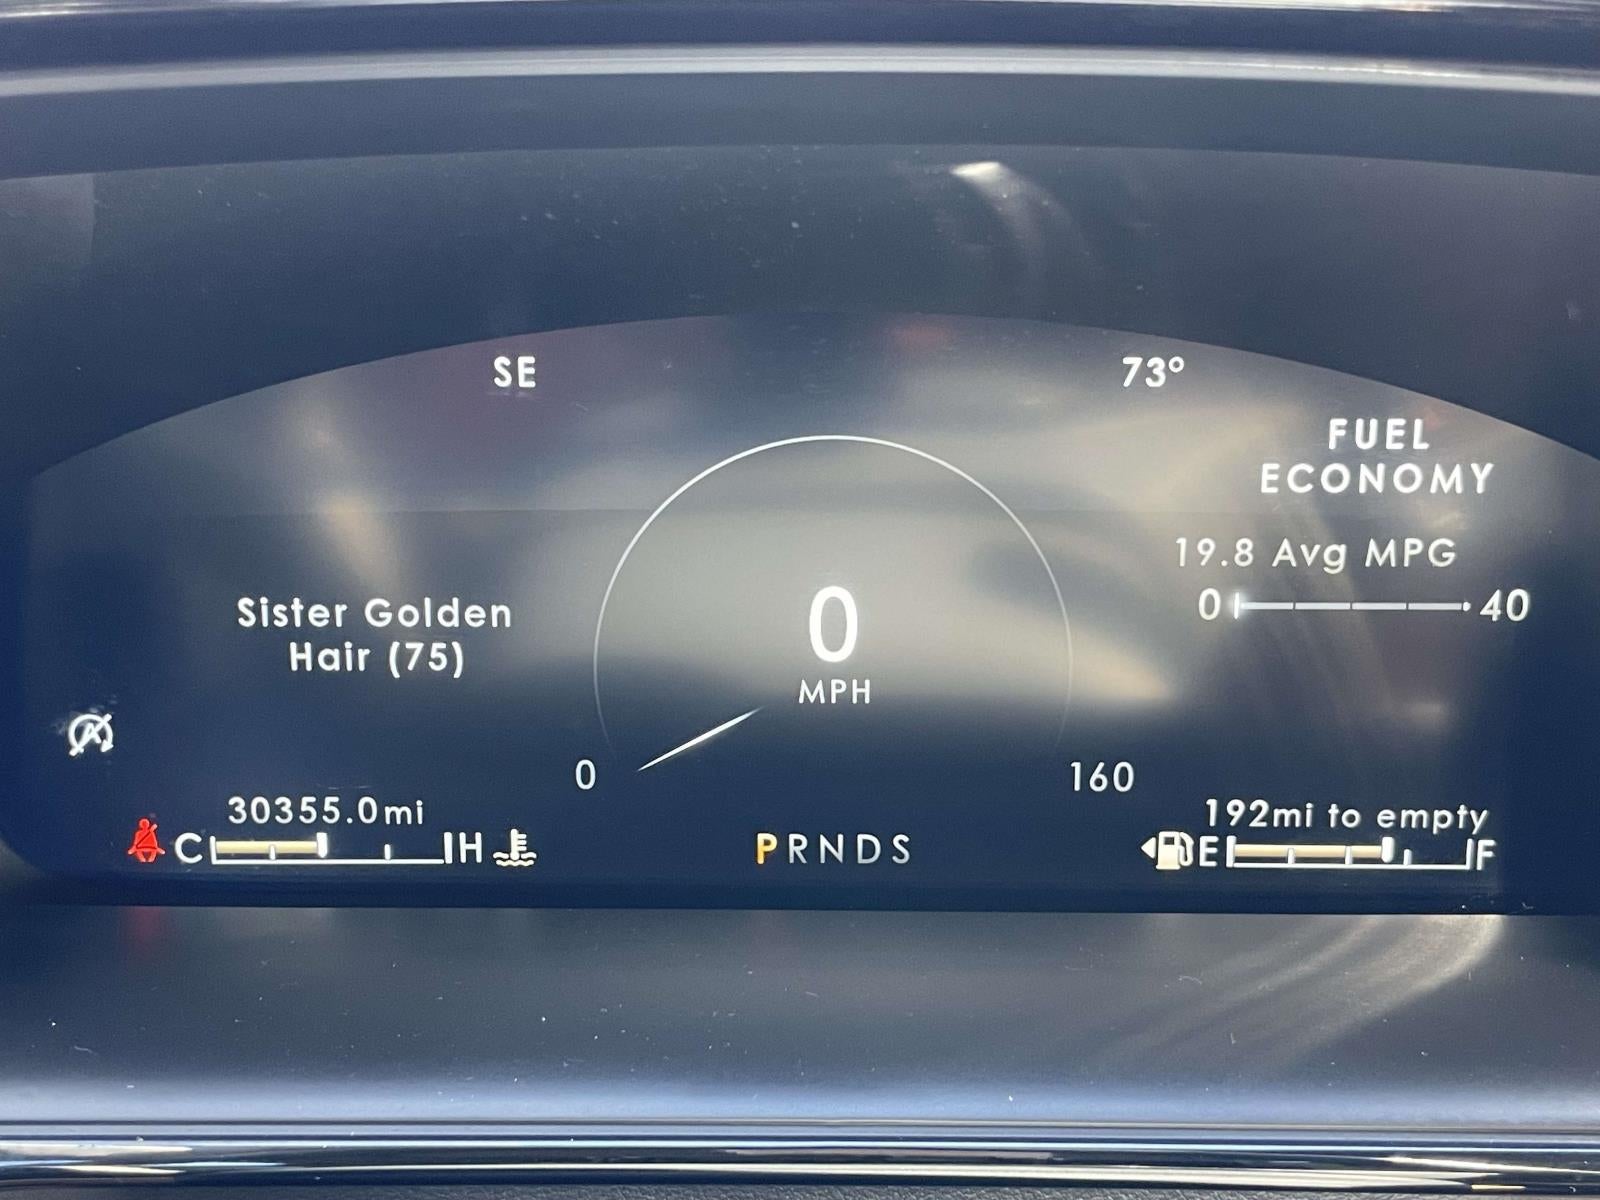 SE
73°
FUEL
ECONOMY
19.8 Avg MPG
0 40
Sister Golden
Hair (75)
0
MPH
A
0
160
30355.0mi
192mi to empty
C H
PRNDS
E F